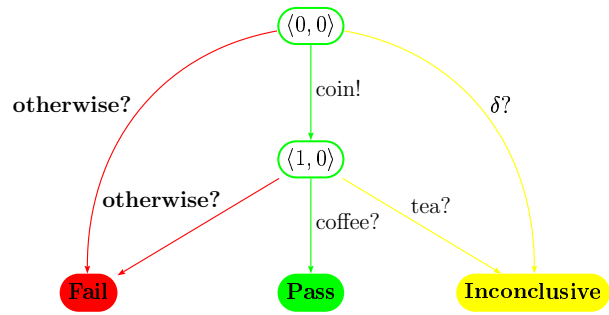 ⟨0, 0⟩
coin!
otherwise?
δ?
⟨1, 0⟩
otherwise?
tea?
coffee?
Fail
Pass
Inconclusive